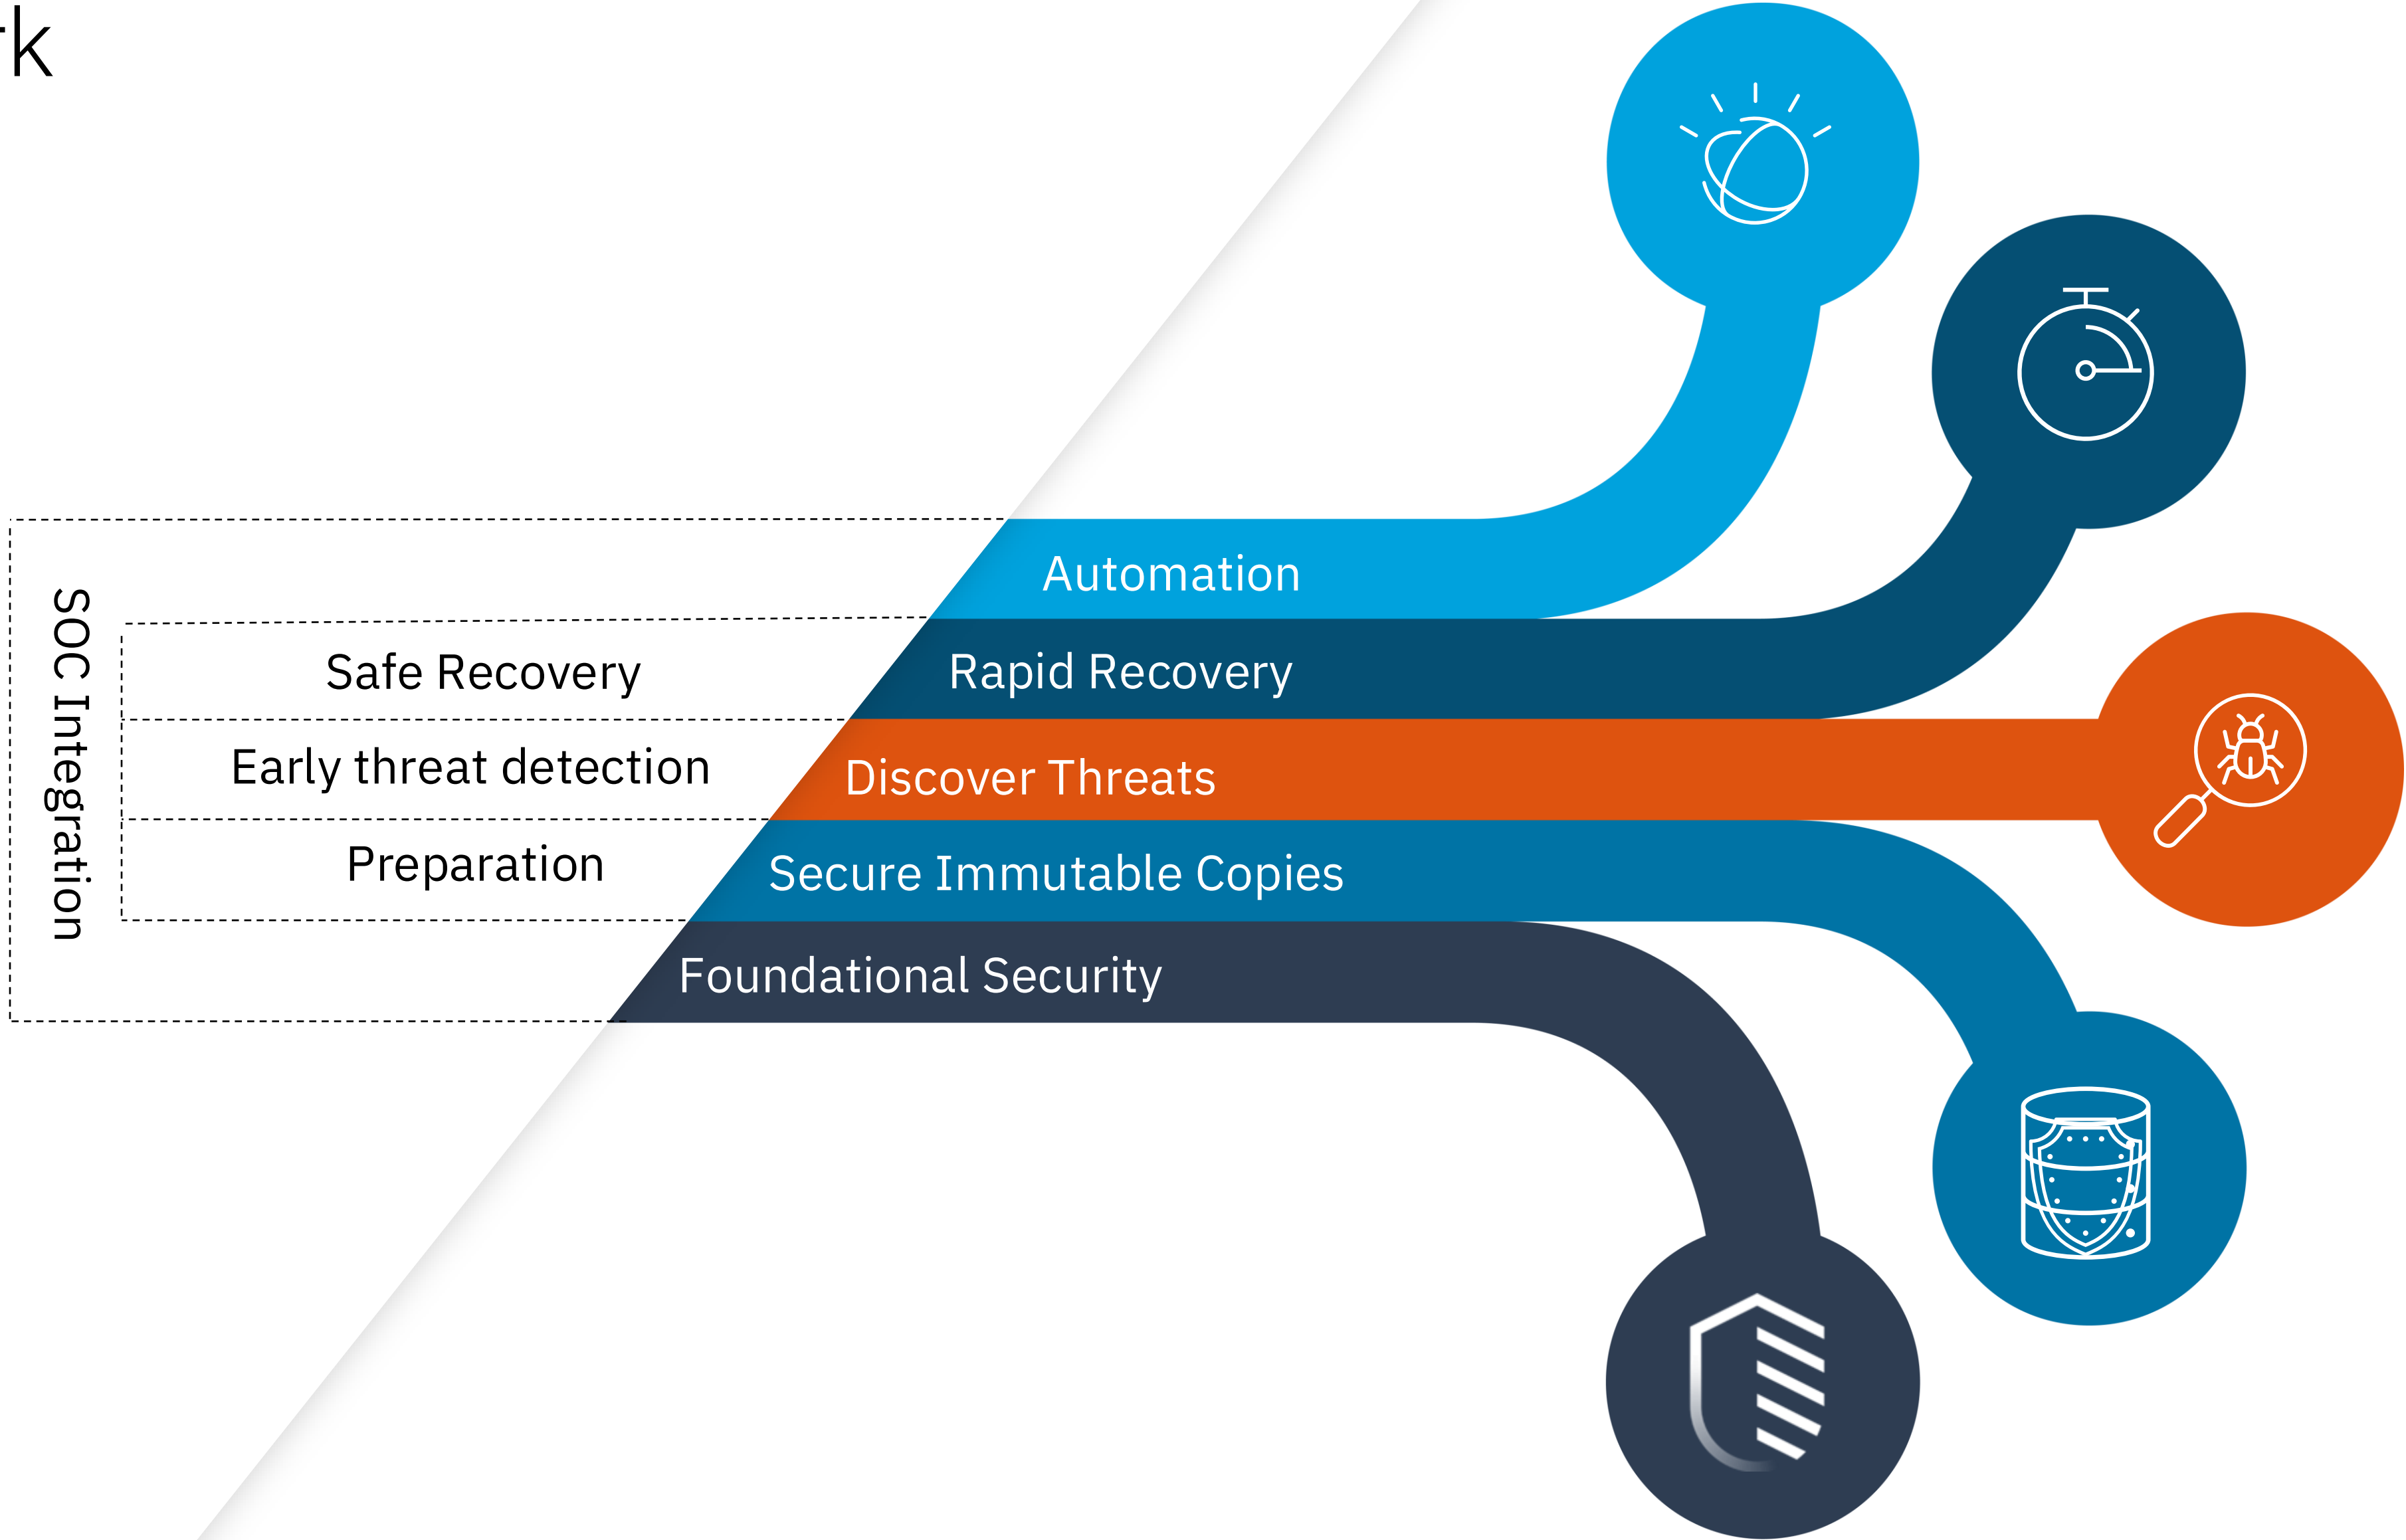 rk
SOC Integration
Automation
Safe Recovery
Rapid Recovery
Early threat detection
Discover Threats
Preparation
Secure Immutable Copies
Foundational Security